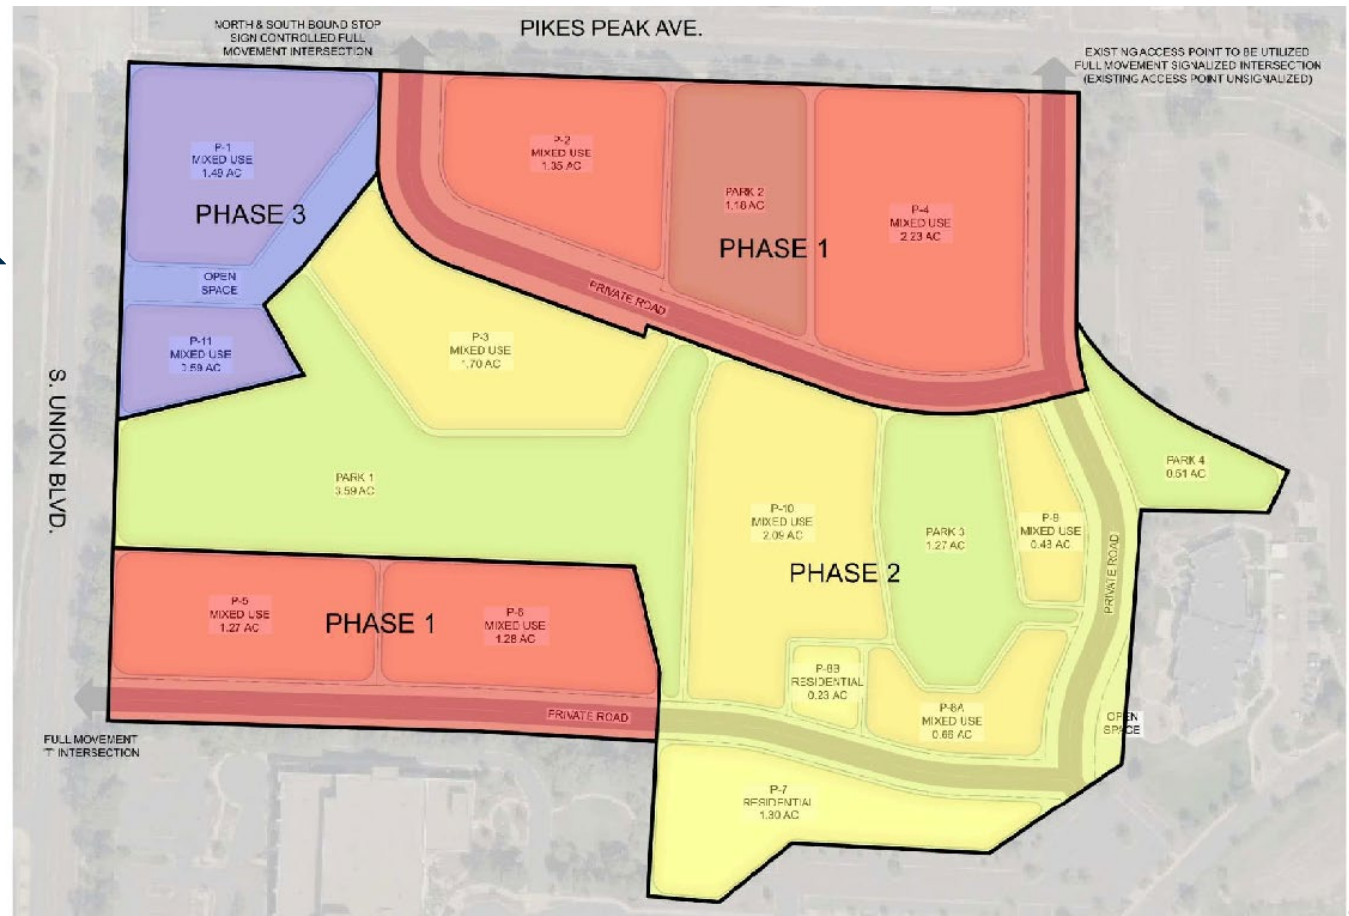 NORTH & SOUTH BOUND STOP
SIGN CONTROLLED FULL
MOVEMENT INTERSECTION
PIKES PEAK AVE.
EXISTING ACCESS POINT TO BE UTILIZED
FULL MOVEMENT SIGNALIZED INTERSECTION
(EXISTING ACCESS POINT UNSIGNALIZED)
P-1
MIXED USE
1.49 AC
PHASE 3
OPEN
SPACE
P-11
MIXED USE
0.59 AC
P-2
MIXED USE
1.35 AC
PARK 2
1.18 AC
PHASE 1
P-4
MIXED USE
2.23 AC
PRIVATE ROAD
P-3
MIXED USE
1.70 AC
S. UNION BLVD.
PARK 1
3.59 AC
P-10
MIXED USE
2.09 AC
PARK 3
1.27 AC
P-9
MIXED USE
0.43 AC
PARK 4
0.51 AC
PRIVATE ROAD
PHASE 2
P-5
MIXED USE
1.27 AC
PHASE 1
P-6
MIXED USE
1.28 AC
P-8B
RESIDENTIAL
0.23 AC
P-8A
MIXED USE
0.66 AC
OPEN
SPACE
PRIVATE ROAD
FULL MOVEMENT
'T' INTERSECTION
P-7
RESIDENTIAL
1.30 AC